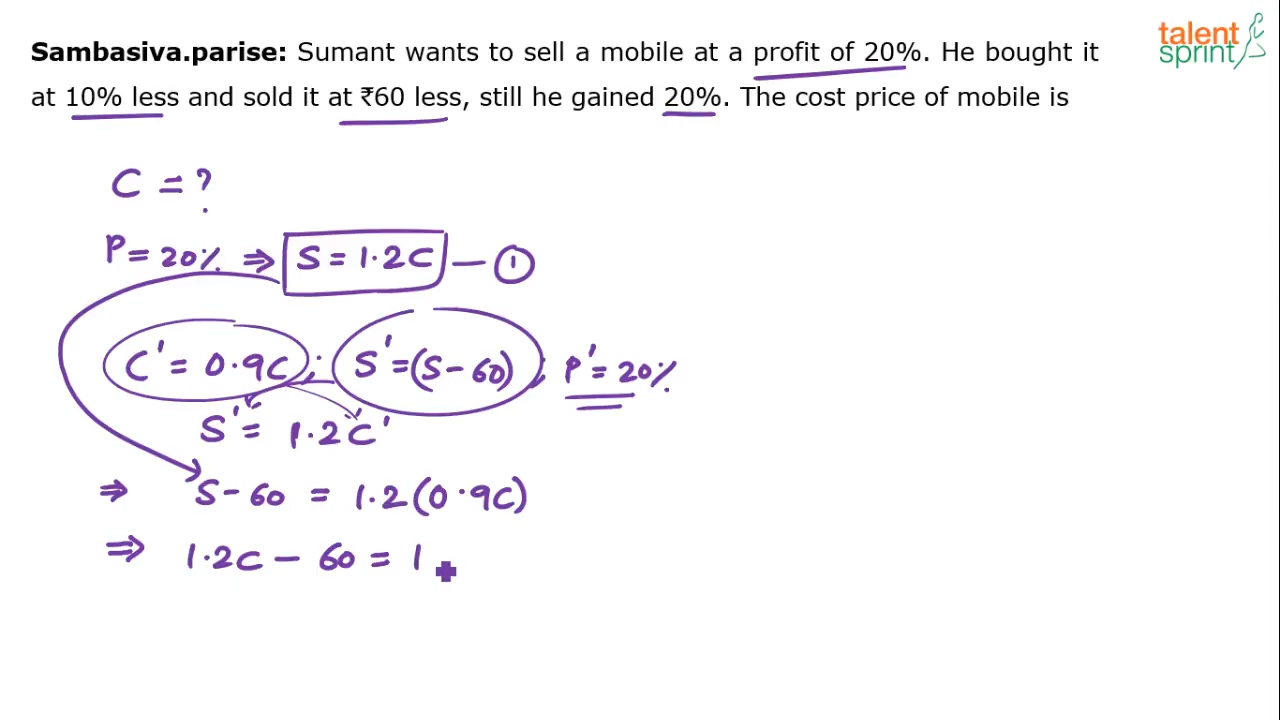 talent
sprint
Sambasiva.parise: Sumant wants to sell a mobile at a profit of 20%. He bought it
at 10% less and sold it at ₹60 less, still he gained 20%. The cost price of mobile is
C = ?
P = 20% ⇒ S = 1.2C — ①
C' = 0.9C ; S' = (S - 60) ; P' = 20%
S' = 1.2C'
⇒ S - 60 = 1.2(0.9C)
⇒ 1.2C - 60 = 1